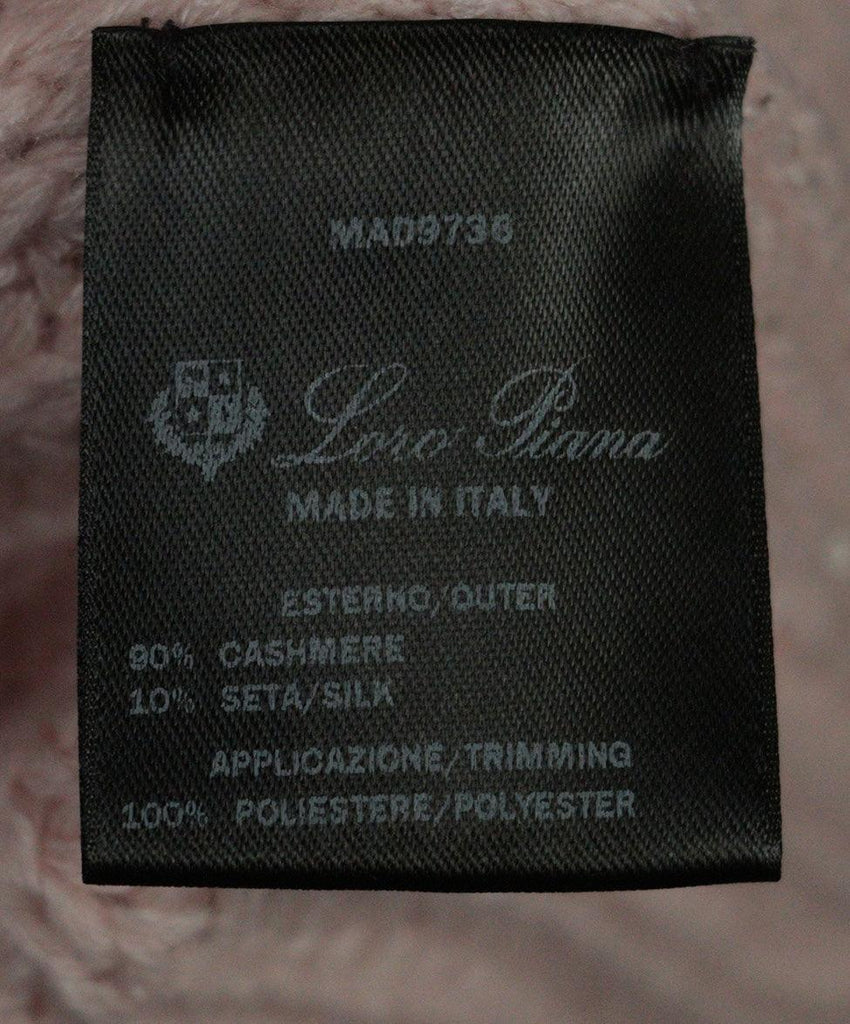 MAD9736
Loro Piana
MADE IN ITALY
ESTERNO/OUTER
90% CASHMERE
10% SETA/SILK
APPLICAZIONE/TRIMMING
100% POLIESTERE/POLYESTER